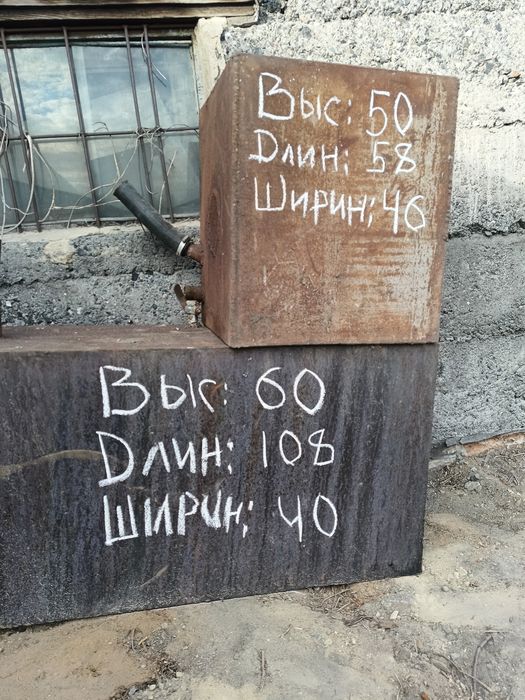 Выс: 50
Длин; 58
Ширин; 46
Выс: 60
Длин: 108
Ширин; 40